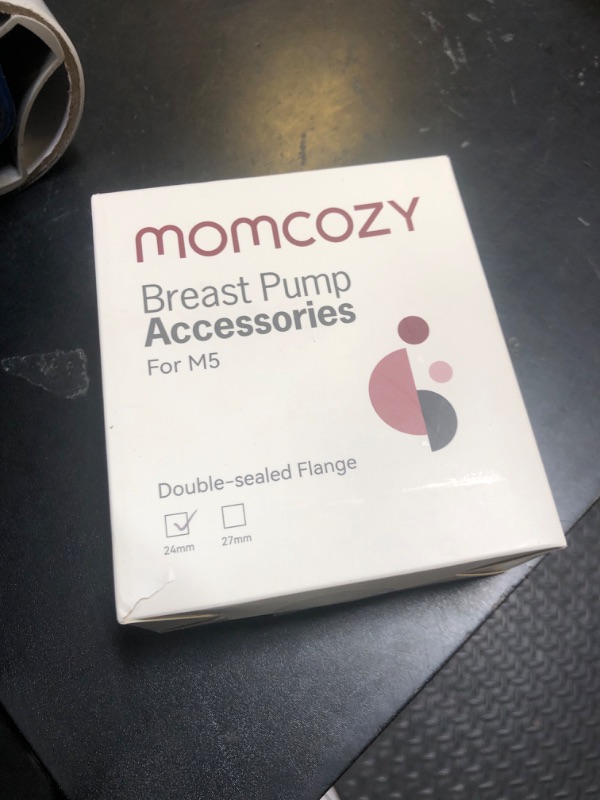 momcozy
Breast Pump
Accessories
For M5
Double-sealed Flange
24mm 27mm